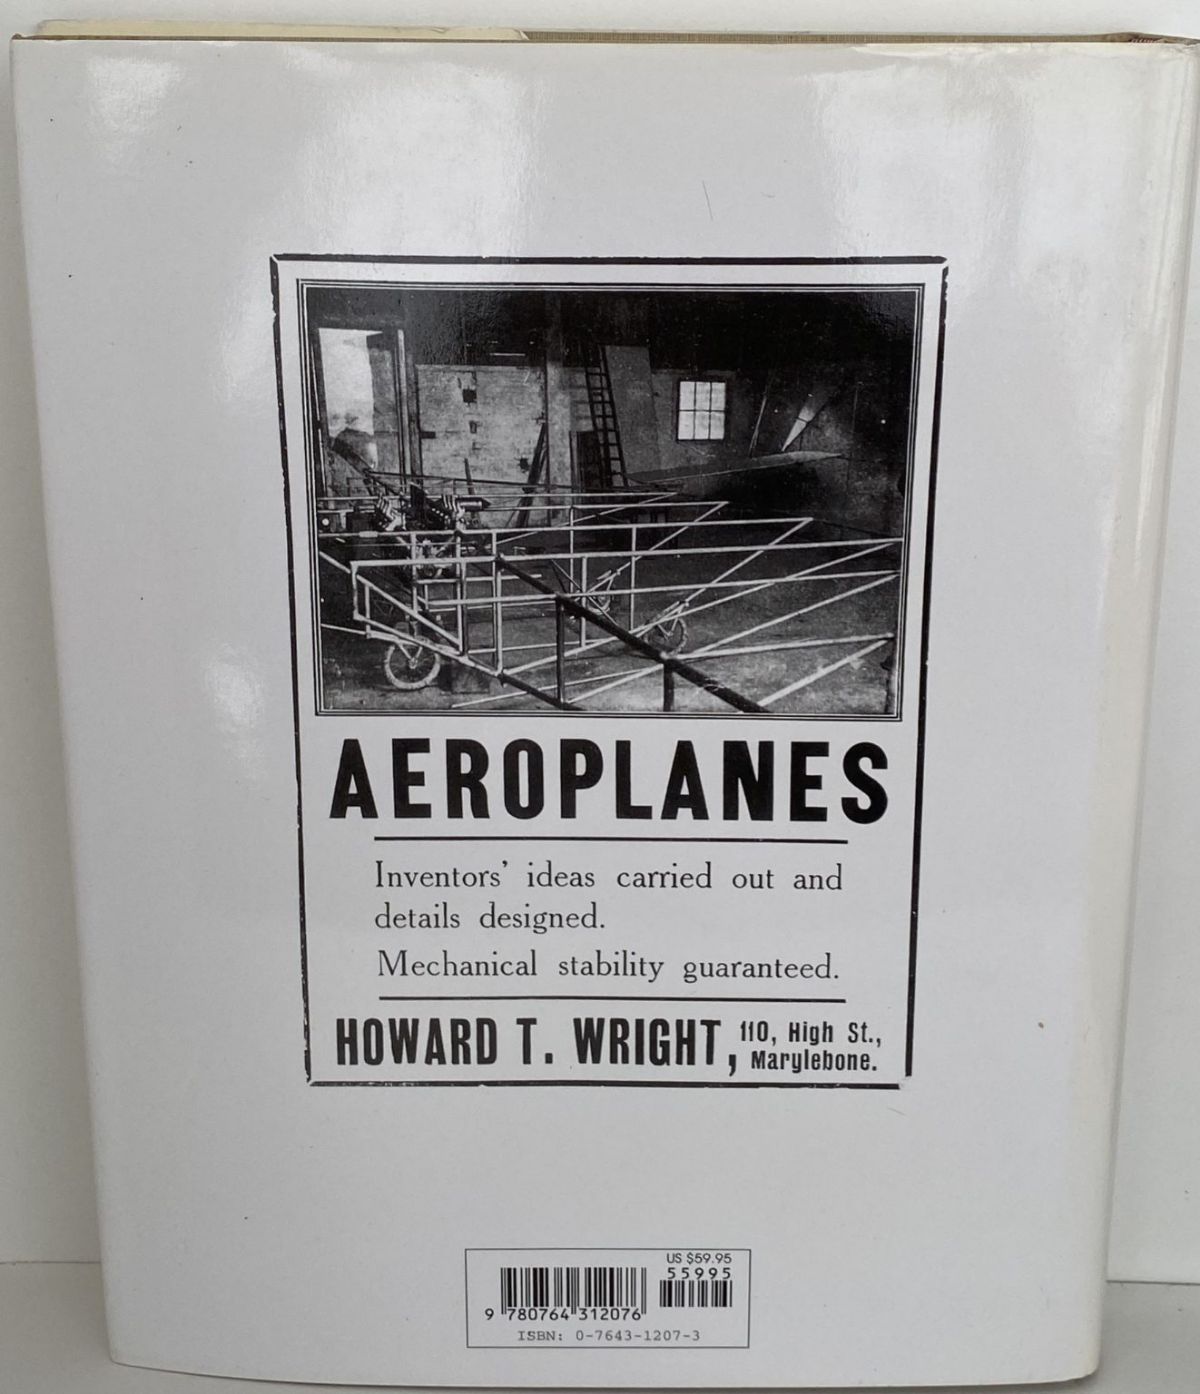 AEROPLANES
Inventors' ideas carried out and
details designed.
Mechanical stability guaranteed.
HOWARD T. WRIGHT, 110, High St.,
Marylebone.
US $59.95
55995
9 780764 312076
ISBN: 0-7643-1207-3